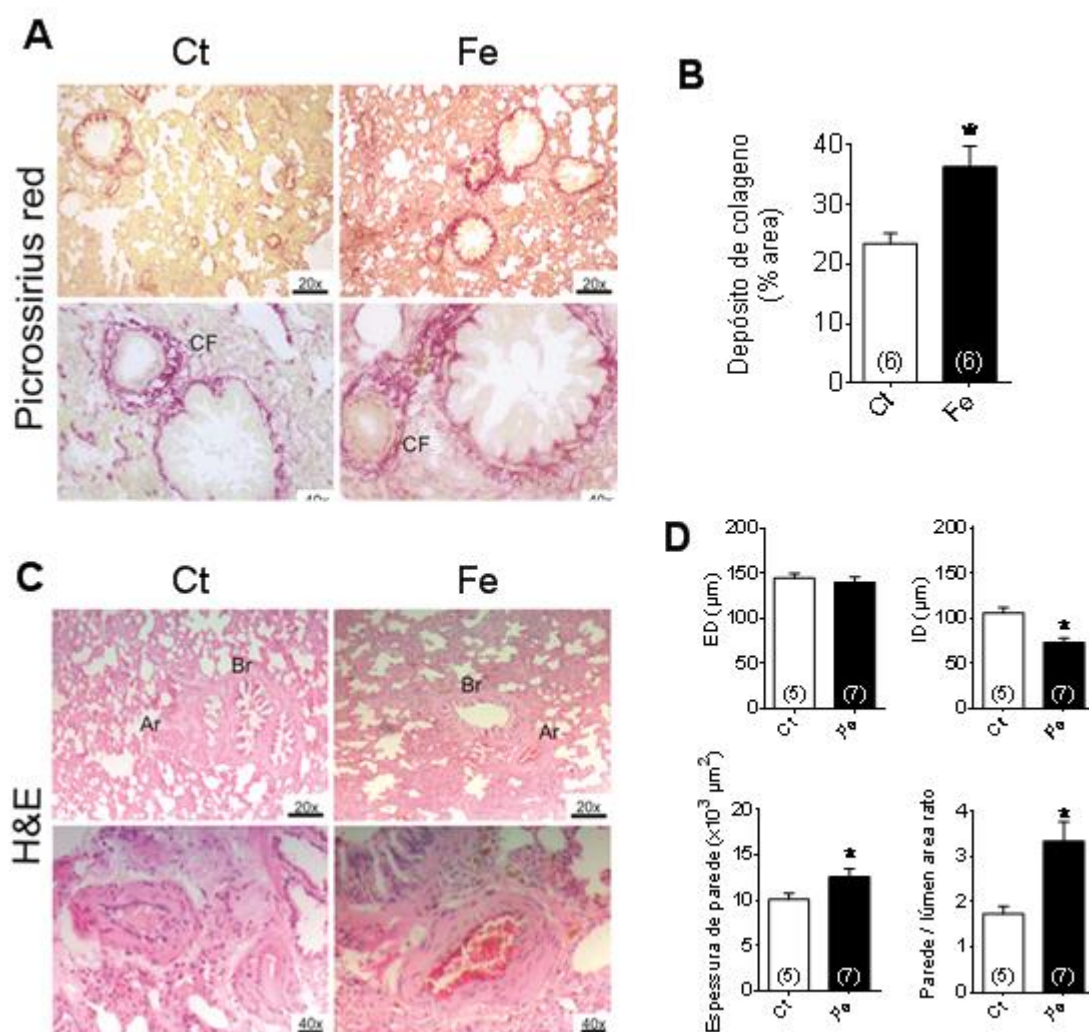 A
Ct Fe
Picrossirius red
20x 20x
CF
CF
40x 40x
B
Depósito de colageno
(% area)
40
30
20
10
0
(6) (6)
*
Ct Fe
C
Ct Fe
H&E
Br
Ar
Br
Ar
20x 20x
40x 40x
D
ED (µm)
200
150
100
50
0
(5) (7)
Ct Fe
ID (µm)
200
150
100
50
0
*
(5) (7)
Ct Fe
Espessura de parede (×10³ µm²)
20
15
10
5
0
*
(5) (7)
Ct Fe
Parede / lúmen area rato
4
3
2
1
0
*
(5) (7)
Ct Fe